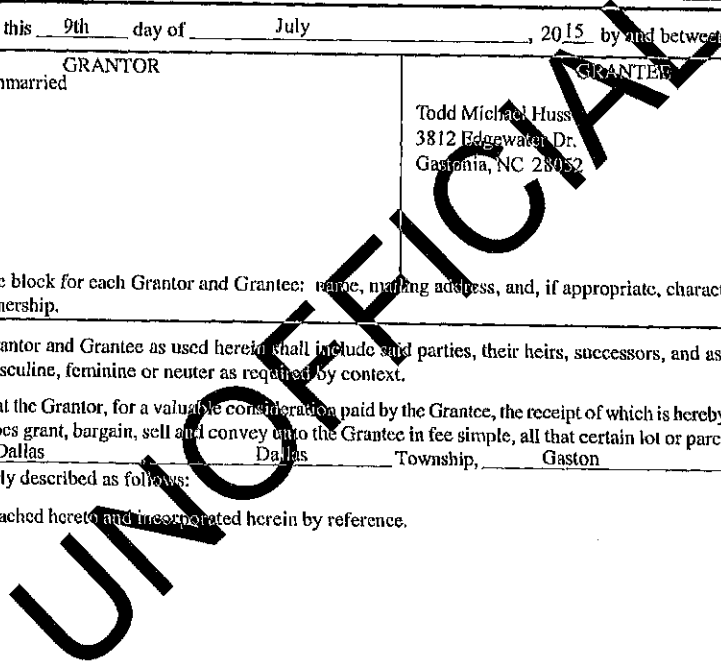 this 9th day of July, 2015 by and between
GRANTOR
GRANTEE
nmarried
Todd Michael Huss
3812 Edgewater Dr.
Gastonia, NC 28052
e block for each Grantor and Grantee: name, mailing address, and, if appropriate, charact
nership.
antor and Grantee as used herein shall include said parties, their heirs, successors, and as
sculine, feminine or neuter as required by context.
at the Grantor, for a valuable consideration paid by the Grantee, the receipt of which is hereby
oes grant, bargain, sell and convey unto the Grantee in fee simple, all that certain lot or parc
Dallas Dallas Township, Gaston
ly described as follows:
ached hereto and incorporated herein by reference.
UNOFFICIAL